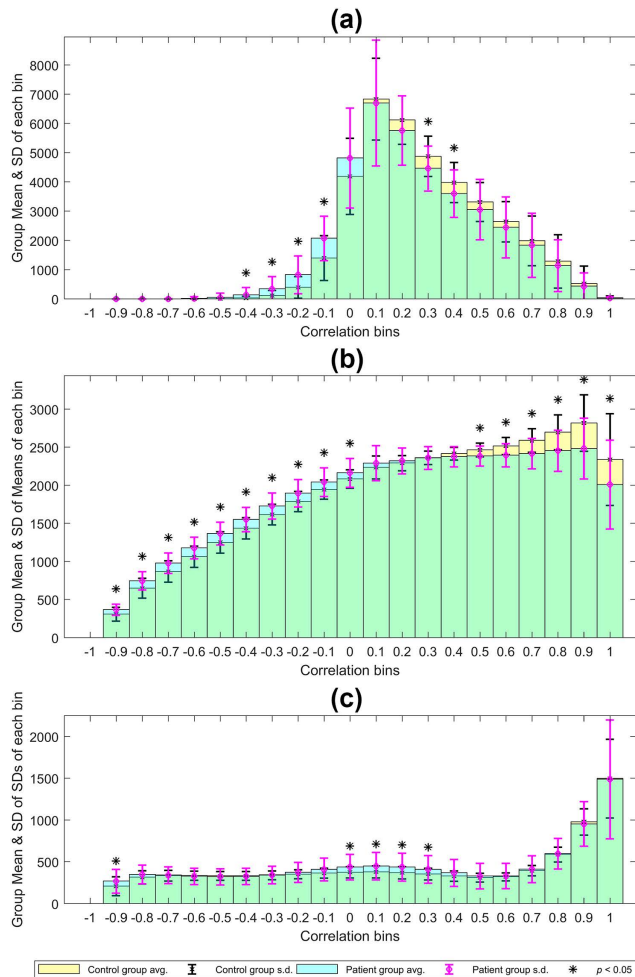 (a)
Group Mean & SD of each bin
8000
7000
6000
5000
4000
3000
2000
1000
0
-1 -0.9 -0.8 -0.7 -0.6 -0.5 -0.4 -0.3 -0.2 -0.1 0 0.1 0.2 0.3 0.4 0.5 0.6 0.7 0.8 0.9 1
Correlation bins
(b)
Group Mean & SD of Means of each bin
3000
2500
2000
1500
1000
500
0
-1 -0.9 -0.8 -0.7 -0.6 -0.5 -0.4 -0.3 -0.2 -0.1 0 0.1 0.2 0.3 0.4 0.5 0.6 0.7 0.8 0.9 1
Correlation bins
(c)
Group Mean & SD of SDs of each bin
2000
1500
1000
500
0
-1 -0.9 -0.8 -0.7 -0.6 -0.5 -0.4 -0.3 -0.2 -0.1 0 0.1 0.2 0.3 0.4 0.5 0.6 0.7 0.8 0.9 1
Correlation bins
Control group avg. Control group s.d. Patient group avg. Patient group s.d. p < 0.05